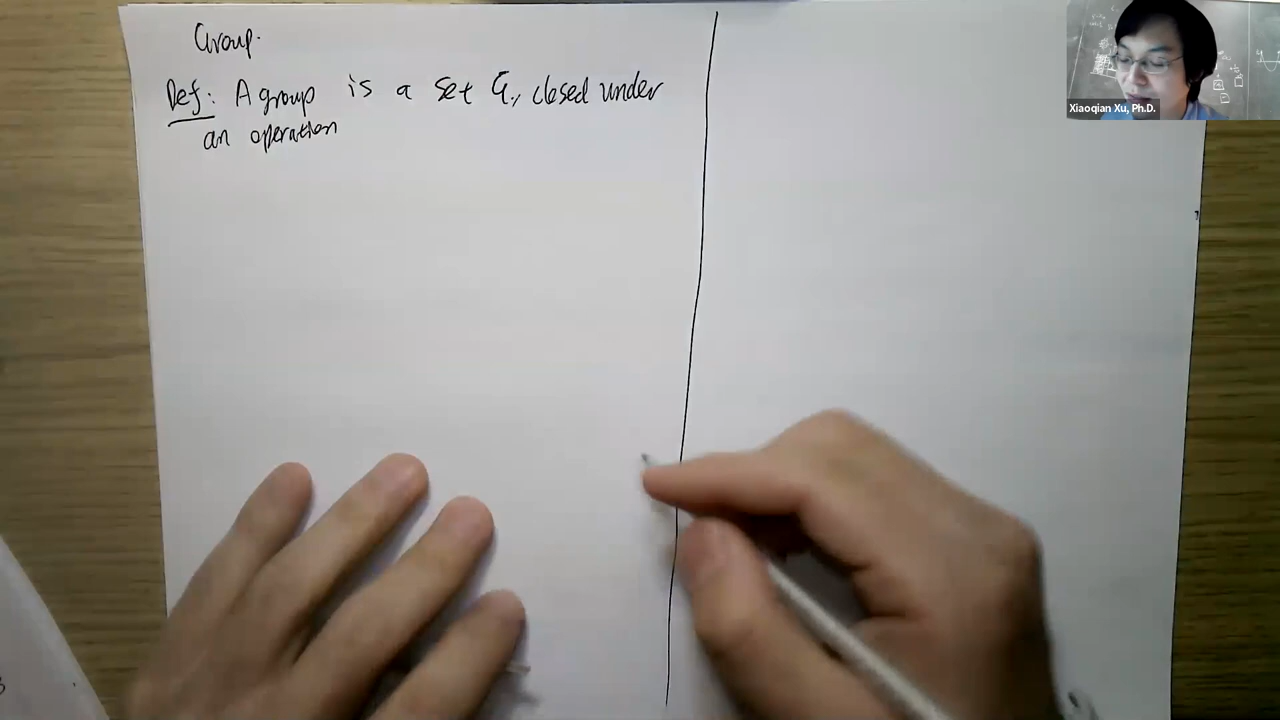 Group.
Def: A group is a set G, closed under
an operation
Xiaoqian Xu, Ph.D.